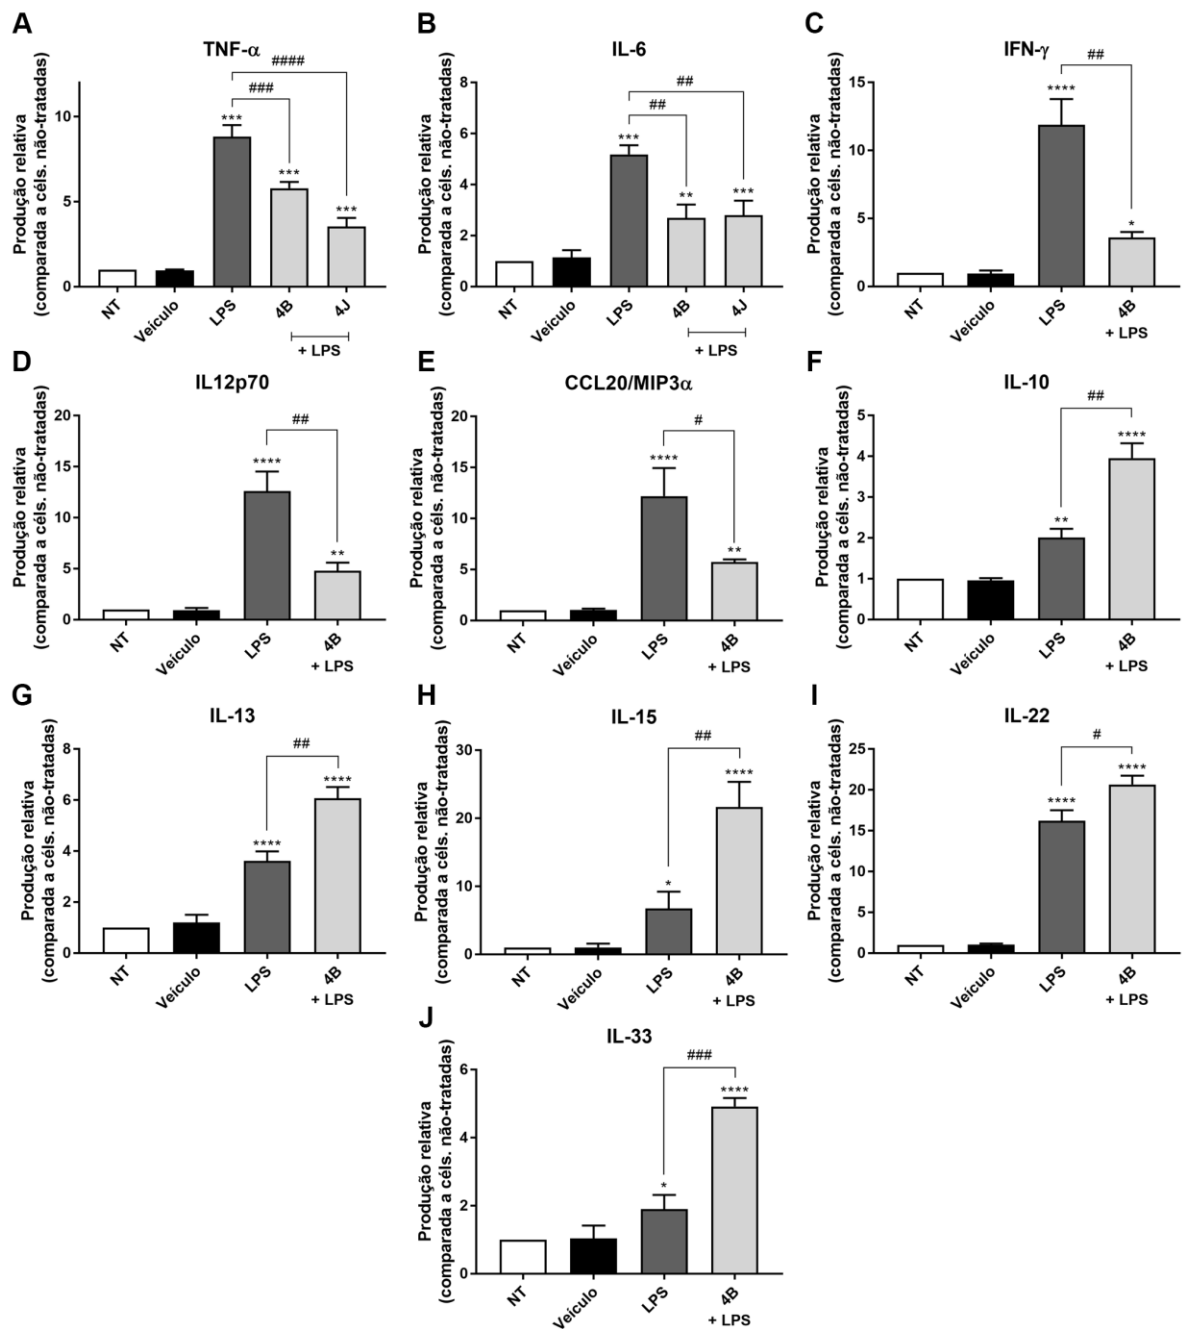 A
TNF-α
####
###
***
***
***
Produção relativa
(comparada a céls. não-tratadas)
10
5
0
NT
Veículo
LPS
4B
4J
+ LPS
B
IL-6
##
##
***
**
***
Produção relativa
(comparada a céls. não-tratadas)
8
6
4
2
0
NT
Veículo
LPS
4B
4J
+ LPS
C
IFN-γ
##
****
*
Produção relativa
(comparada a céls. não-tratadas)
15
10
5
0
NT
Veículo
LPS
4B
+ LPS
D
IL12p70
##
****
**
Produção relativa
(comparada a céls. não-tratadas)
20
15
10
5
0
NT
Veículo
LPS
4B
+ LPS
E
CCL20/MIP3α
#
****
**
Produção relativa
(comparada a céls. não-tratadas)
20
15
10
5
0
NT
Veículo
LPS
4B
+ LPS
F
IL-10
##
****
**
Produção relativa
(comparada a céls. não-tratadas)
5
4
3
2
1
0
NT
Veículo
LPS
4B
+ LPS
G
IL-13
##
****
****
Produção relativa
(comparada a céls. não-tratadas)
8
6
4
2
0
NT
Veículo
LPS
4B
+ LPS
H
IL-15
##
****
*
Produção relativa
(comparada a céls. não-tratadas)
30
20
10
0
NT
Veículo
LPS
4B
+ LPS
I
IL-22
#
****
****
Produção relativa
(comparada a céls. não-tratadas)
25
20
15
10
5
0
NT
Veículo
LPS
4B
+ LPS
J
IL-33
###
****
*
Produção relativa
(comparada a céls. não-tratadas)
6
4
2
0
NT
Veículo
LPS
4B
+ LPS